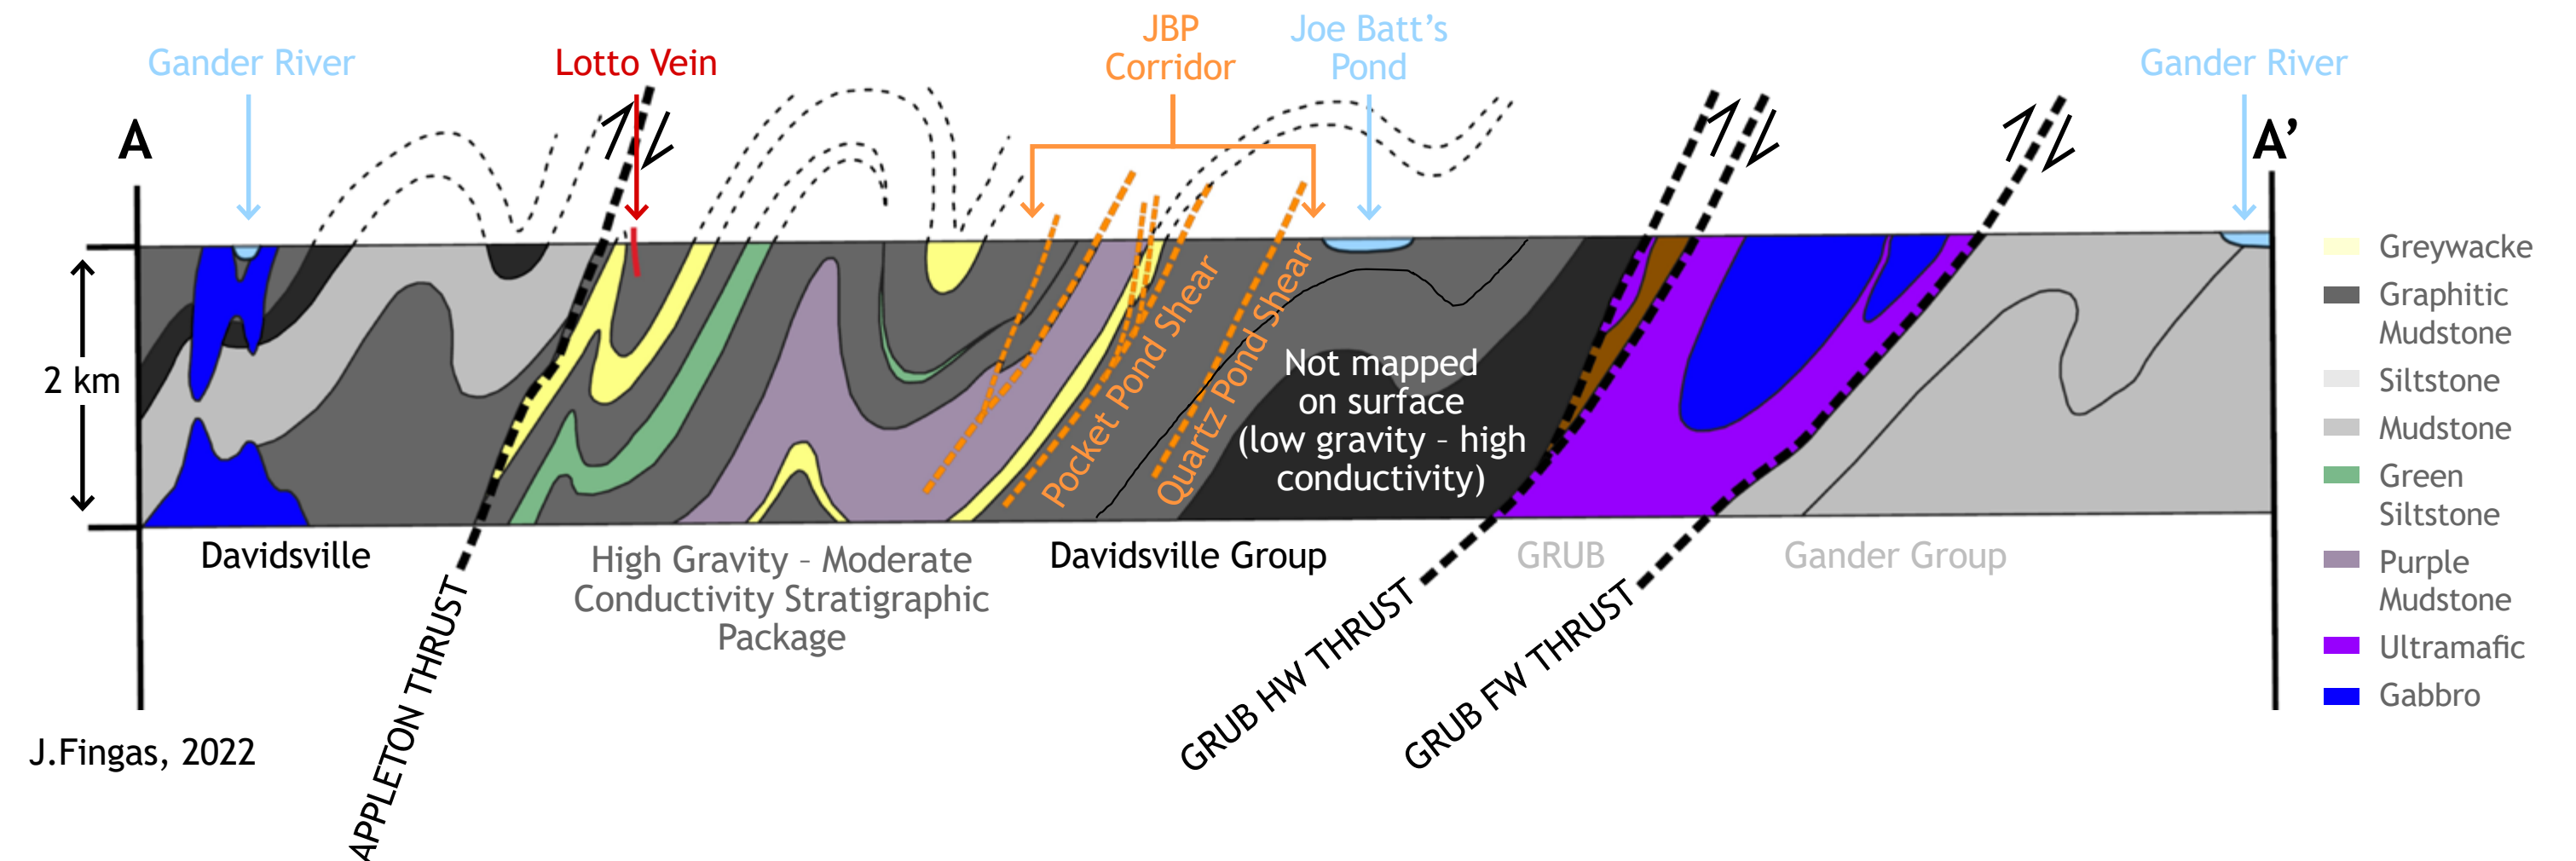 Gander River
Lotto Vein
JBP
Corridor
Joe Batt’s
Pond
Gander River
A
A’
2 km
Pocket Pond Shear
Quartz Pond Shear
Not mapped
on surface
(low gravity – high
conductivity)
Davidsville
High Gravity – Moderate
Conductivity Stratigraphic
Package
Davidsville Group
GRUB
Gander Group
APPLETON THRUST
GRUB HW THRUST
GRUB FW THRUST
J.Fingas, 2022
Greywacke
Graphitic
Mudstone
Siltstone
Mudstone
Green
Siltstone
Purple
Mudstone
Ultramafic
Gabbro